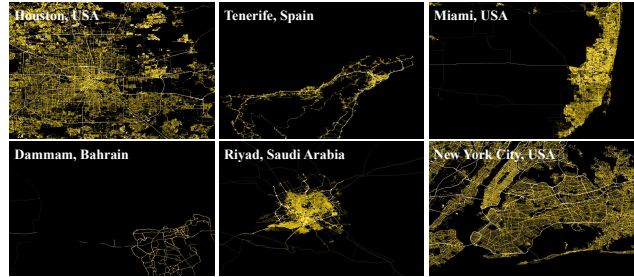 Houston, USA
Tenerife, Spain
Miami, USA
Dammam, Bahrain
Riyad, Saudi Arabia
New York City, USA